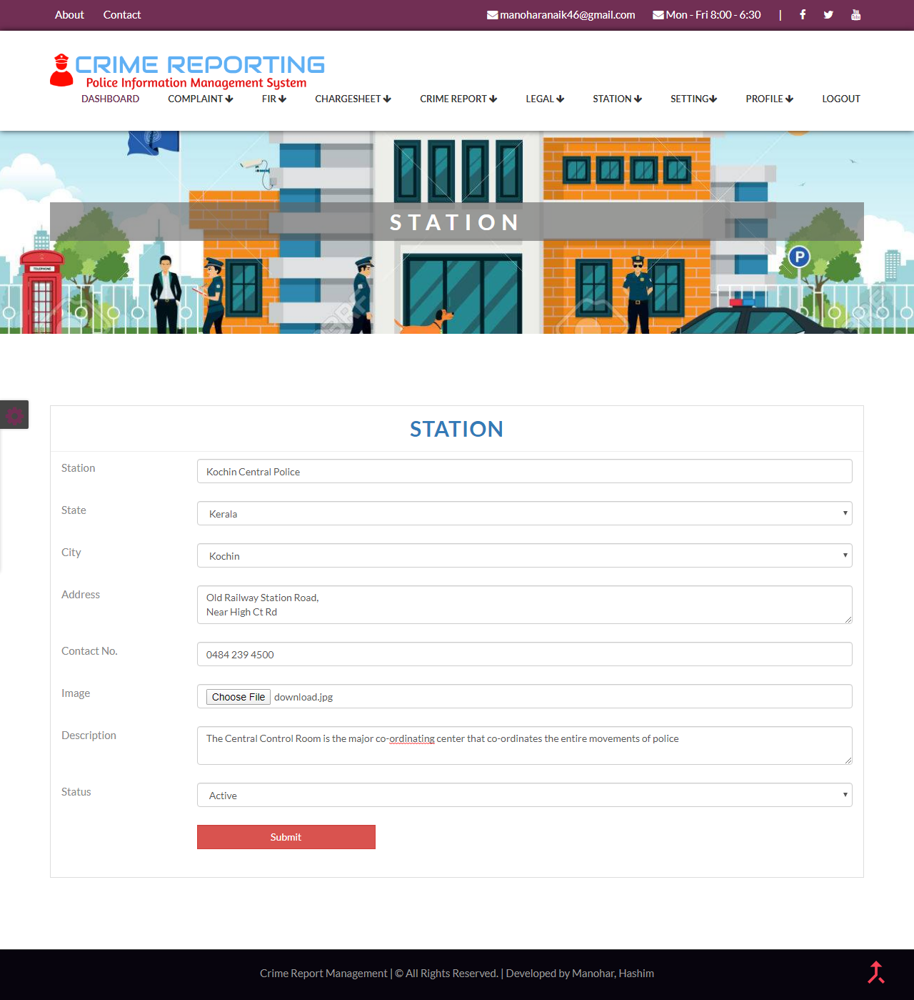 About Contact manoharanaik46@gmail.com Mon - Fri 8:00 - 6:30 |
CRIME REPORTING
Police Information Management System
DASHBOARD COMPLAINT FIR CHARGESHEET CRIME REPORT LEGAL STATION SETTING PROFILE LOGOUT
STATION
TELEPHONE
P
STATION
Station Kochin Central Police
State Kerala
City Kochin
Address Old Railway Station Road,
Near High Ct Rd
Contact No. 0484 239 4500
Image Choose File download.jpg
Description The Central Control Room is the major co-ordinating center that co-ordinates the entire movements of police
Status Active
Submit
Crime Report Management | © All Rights Reserved. | Developed by Manohar, Hashim